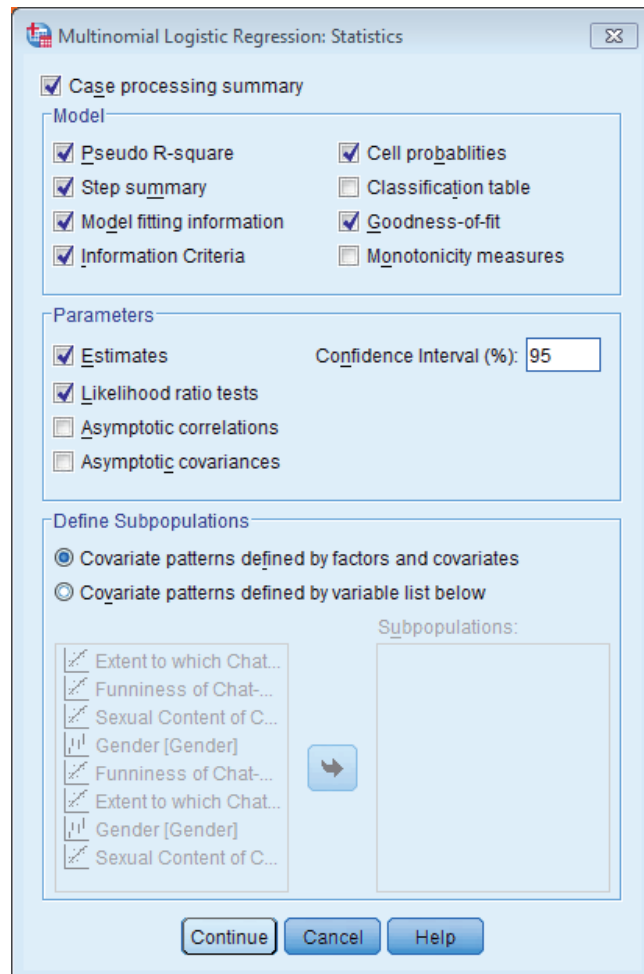 Multinomial Logistic Regression: Statistics
Case processing summary
Model
Pseudo R-square
Cell probablities
Step summary
Classification table
Model fitting information
Goodness-of-fit
Information Criteria
Monotonicity measures
Parameters
Estimates
Confidence Interval (%): 95
Likelihood ratio tests
Asymptotic correlations
Asymptotic covariances
Define Subpopulations
Covariate patterns defined by factors and covariates
Covariate patterns defined by variable list below
Subpopulations:
Extent to which Chat...
Funniness of Chat-...
Sexual Content of C...
Gender [Gender]
Funniness of Chat-...
Extent to which Chat...
Gender [Gender]
Sexual Content of C...
Continue Cancel Help